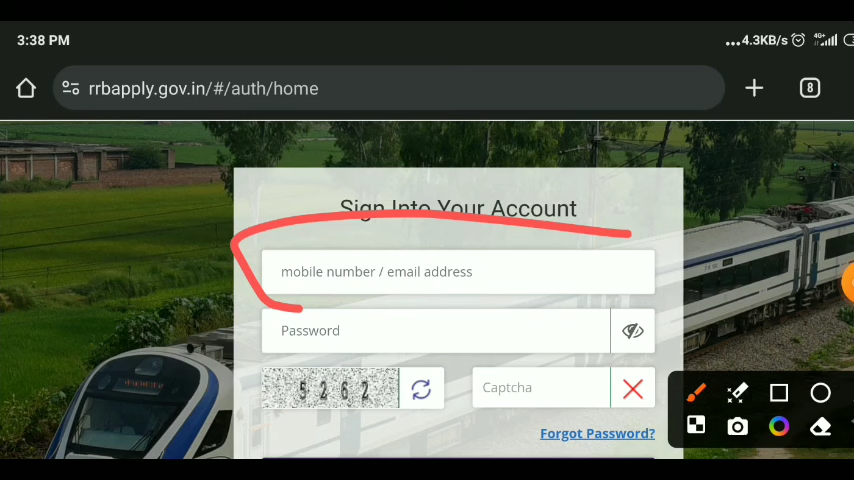 3:38 PM
...4.3KB/s 4G+
rrbapply.gov.in/#/auth/home
8
Sign Into Your Account
mobile number / email address
Password
5262
Captcha
Forgot Password?